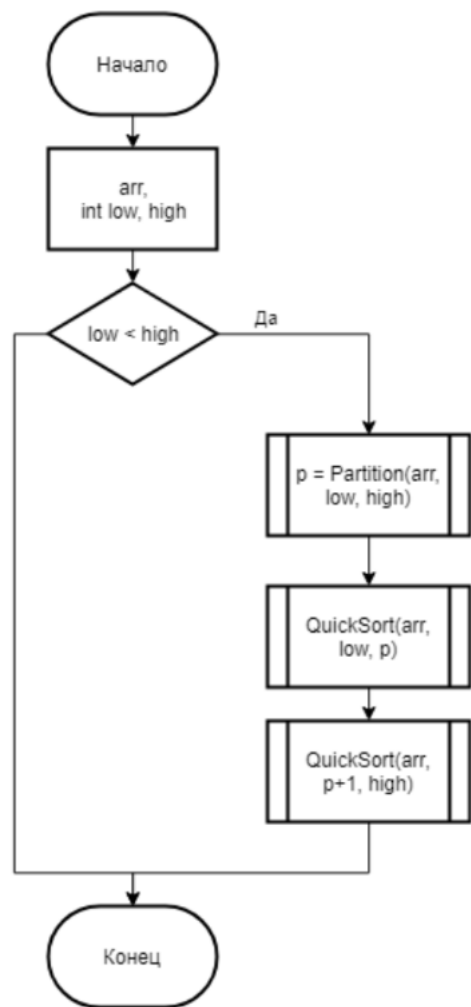 Начало
arr,
int low, high
low < high
Да
p = Partition(arr,
low, high)
QuickSort(arr,
low, p)
QuickSort(arr,
p+1, high)
Конец